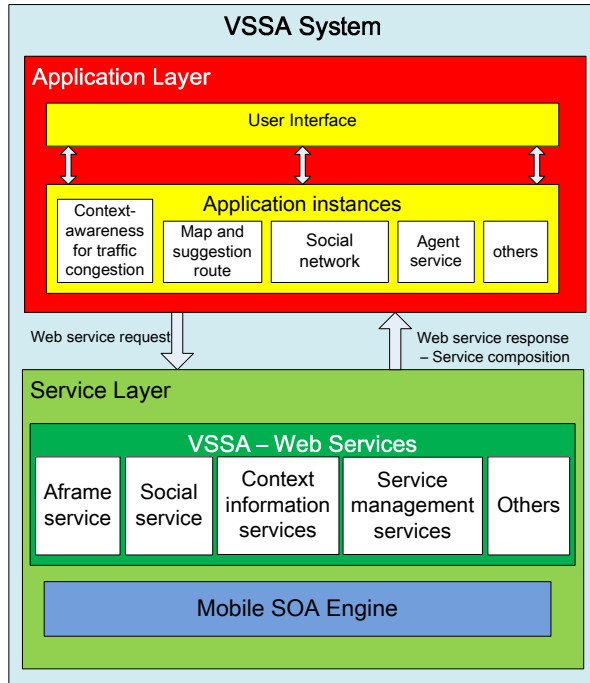 VSSA System
Application Layer
User Interface
Application instances
Context-
awareness
for traffic
congestion
Map and
suggestion
route
Social
network
Agent
service
others
Web service request
Web service response
– Service composition
Service Layer
VSSA – Web Services
Aframe
service
Social
service
Context
information
services
Service
management
services
Others
Mobile SOA Engine